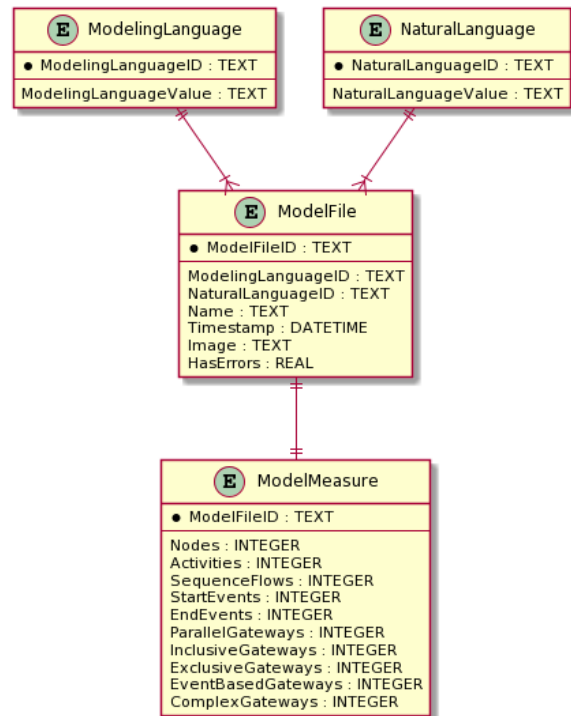 E ModelingLanguage
ModelingLanguageID : TEXT
ModelingLanguageValue : TEXT
E NaturalLanguage
NaturalLanguageID : TEXT
NaturalLanguageValue : TEXT
E ModelFile
ModelFileID : TEXT
ModelingLanguageID : TEXT
NaturalLanguageID : TEXT
Name : TEXT
Timestamp : DATETIME
Image : TEXT
HasErrors : REAL
E ModelMeasure
ModelFileID : TEXT
Nodes : INTEGER
Activities : INTEGER
SequenceFlows : INTEGER
StartEvents : INTEGER
EndEvents : INTEGER
ParallelGateways : INTEGER
InclusiveGateways : INTEGER
ExclusiveGateways : INTEGER
EventBasedGateways : INTEGER
ComplexGateways : INTEGER